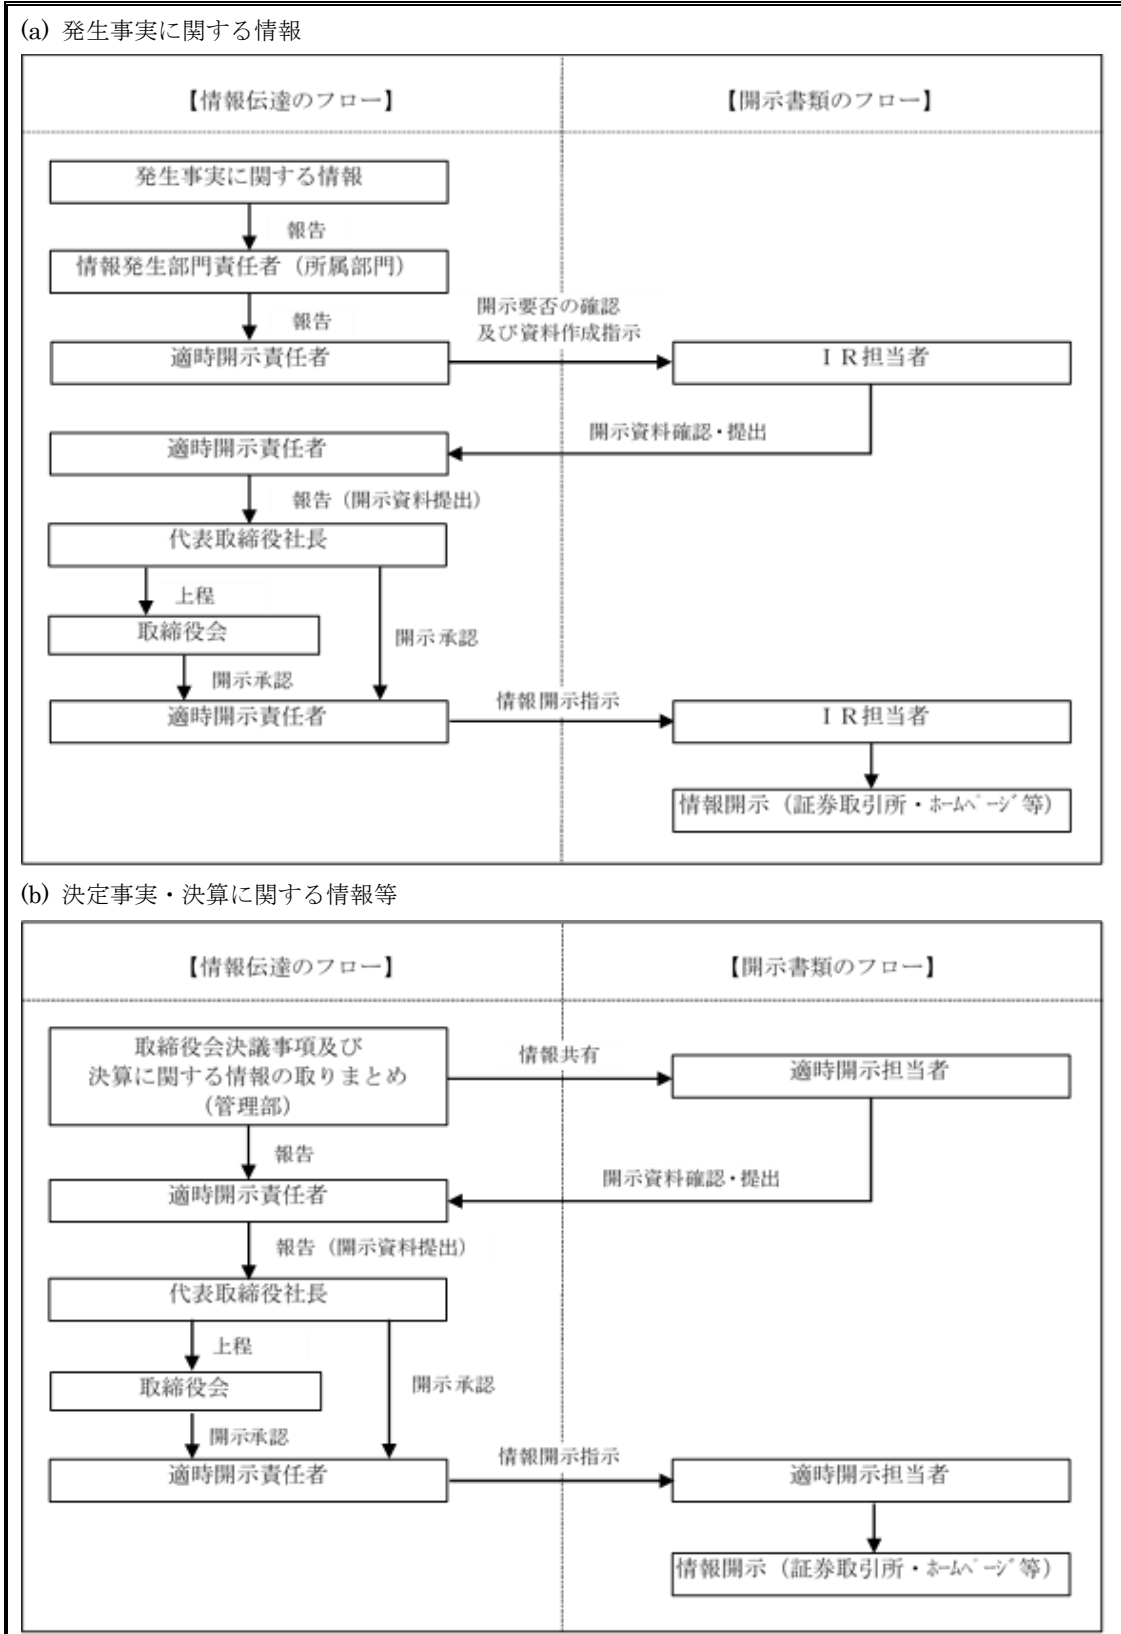 (a) 発生事実に関する情報
【情報伝達のフロー】
【開示書類のフロー】
発生事実に関する情報
報告
情報発生部門責任者（所属部門）
報告
開示要否の確認
及び資料作成指示
適時開示責任者
ＩＲ担当者
開示資料確認・提出
適時開示責任者
報告（開示資料提出）
代表取締役社長
上程
取締役会
開示承認
開示承認
適時開示責任者
情報開示指示
ＩＲ担当者
情報開示（証券取引所・ﾎｰﾑﾍﾟｰｼﾞ等）
(b) 決定事実・決算に関する情報等
【情報伝達のフロー】
【開示書類のフロー】
取締役会決議事項及び
決算に関する情報の取りまとめ
（管理部）
情報共有
適時開示担当者
報告
開示資料確認・提出
適時開示責任者
報告（開示資料提出）
代表取締役社長
上程
取締役会
開示承認
開示承認
適時開示責任者
情報開示指示
適時開示担当者
情報開示（証券取引所・ﾎｰﾑﾍﾟｰｼﾞ等）